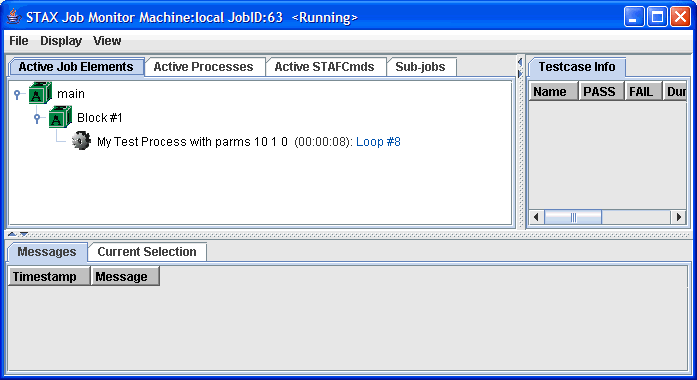 STAX Job Monitor Machine:local JobID:63 <Running>
File Display View
Active Job Elements Active Processes Active STAFCmds Sub-jobs
main
Block #1
My Test Process with parms 10 1 0 (00:00:08): Loop #8
Testcase Info
Name PASS FAIL Dur
Messages Current Selection
Timestamp Message